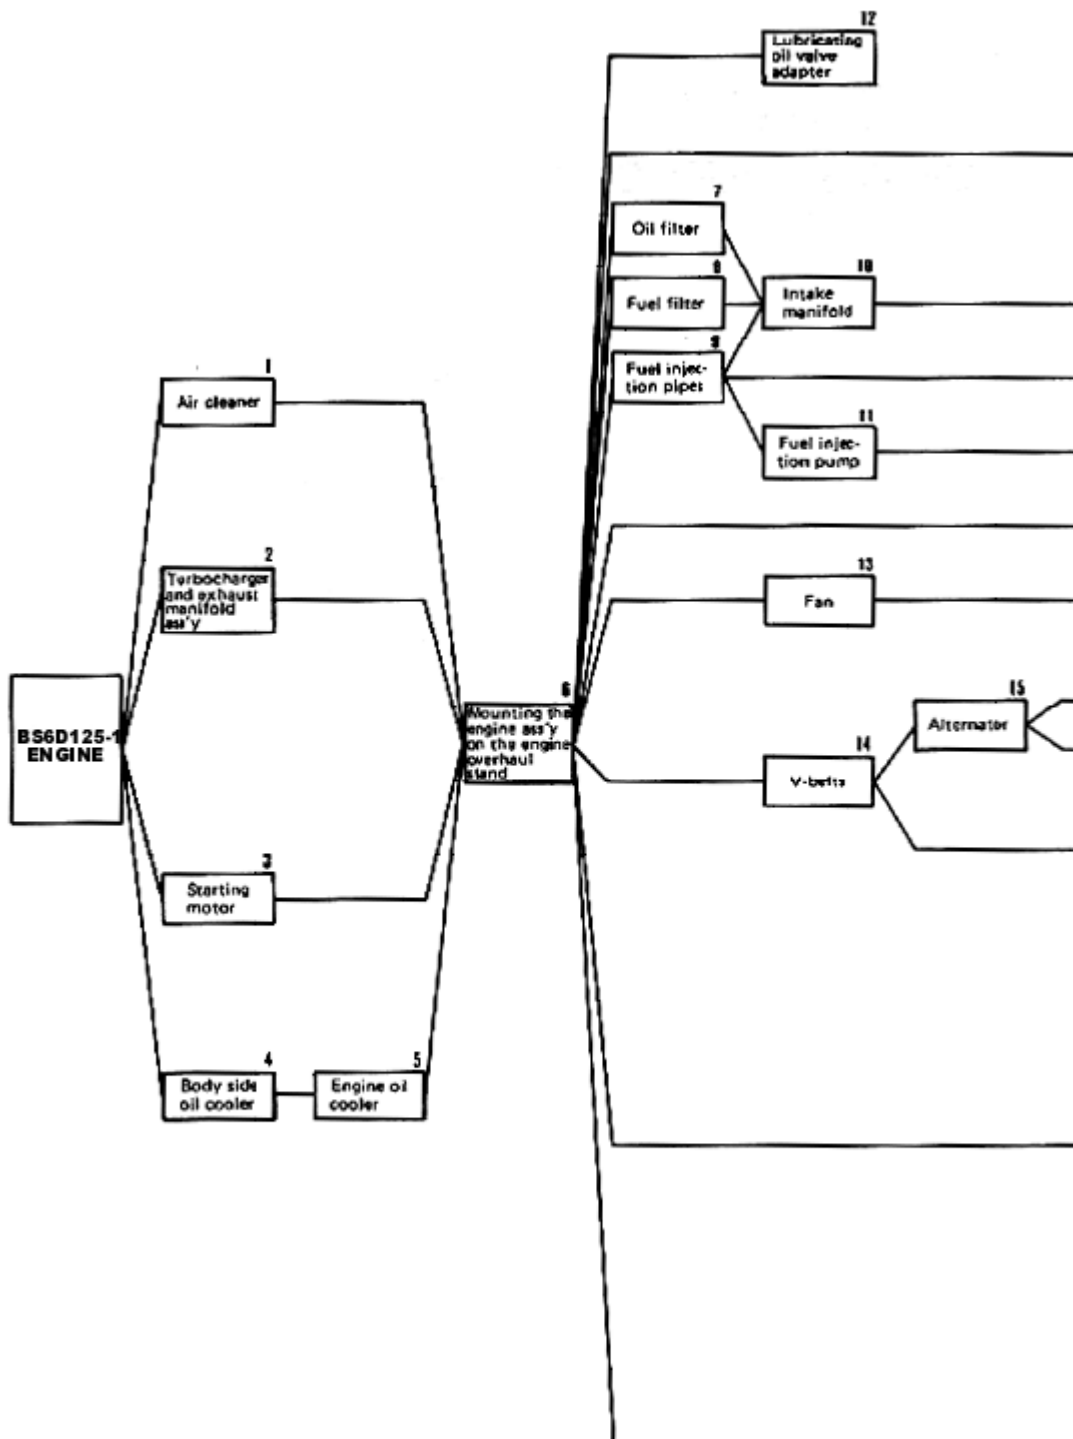 12
Lubricating
oil valve
adapter
7
Oil filter
8
Fuel filter
10
Intake
manifold
9
Fuel injec-
tion pipes
11
Fuel injec-
tion pump
1
Air cleaner
2
Turbocharger
and exhaust
manifold
ass'y
13
Fan
BS6D125-1
ENGINE
6
Mounting the
engine ass'y
on the engine
overhaul
stand
15
Alternator
14
V-belts
3
Starting
motor
4
Body side
oil cooler
5
Engine oil
cooler